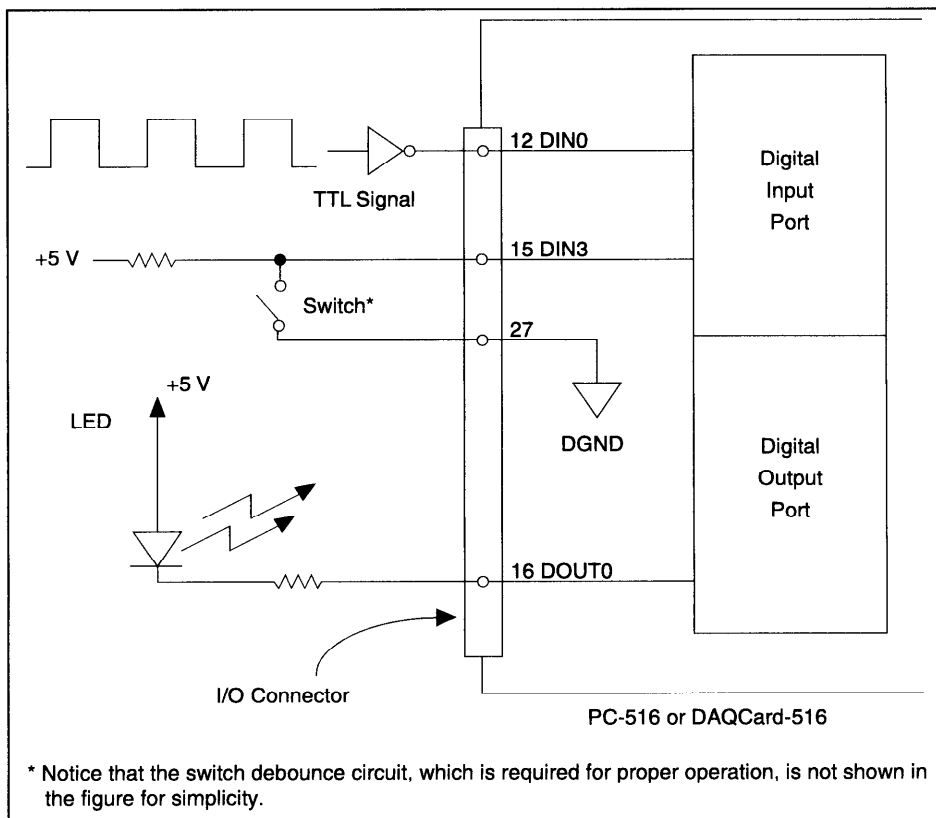 12 DIN0
Digital
Input
Port
TTL Signal
+5 V
15 DIN3
Switch*
27
+5 V
LED
DGND
Digital
Output
Port
16 DOUT0
I/O Connector
PC-516 or DAQCard-516
* Notice that the switch debounce circuit, which is required for proper operation, is not shown in
the figure for simplicity.